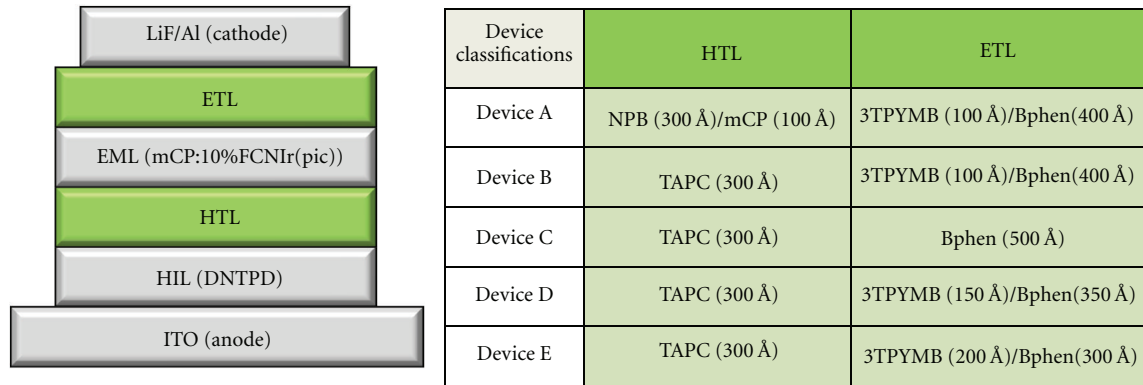 LiF/Al (cathode)
ETL
EML (mCP:10%FCNIr(pic))
HTL
HIL (DNTPD)
ITO (anode)
Device
classifications
HTL
ETL
Device A
NPB (300 Å)/mCP (100 Å)
3TPYMB (100 Å)/Bphen(400 Å)
Device B
TAPC (300 Å)
3TPYMB (100 Å)/Bphen(400 Å)
Device C
TAPC (300 Å)
Bphen (500 Å)
Device D
TAPC (300 Å)
3TPYMB (150 Å)/Bphen(350 Å)
Device E
TAPC (300 Å)
3TPYMB (200 Å)/Bphen(300 Å)